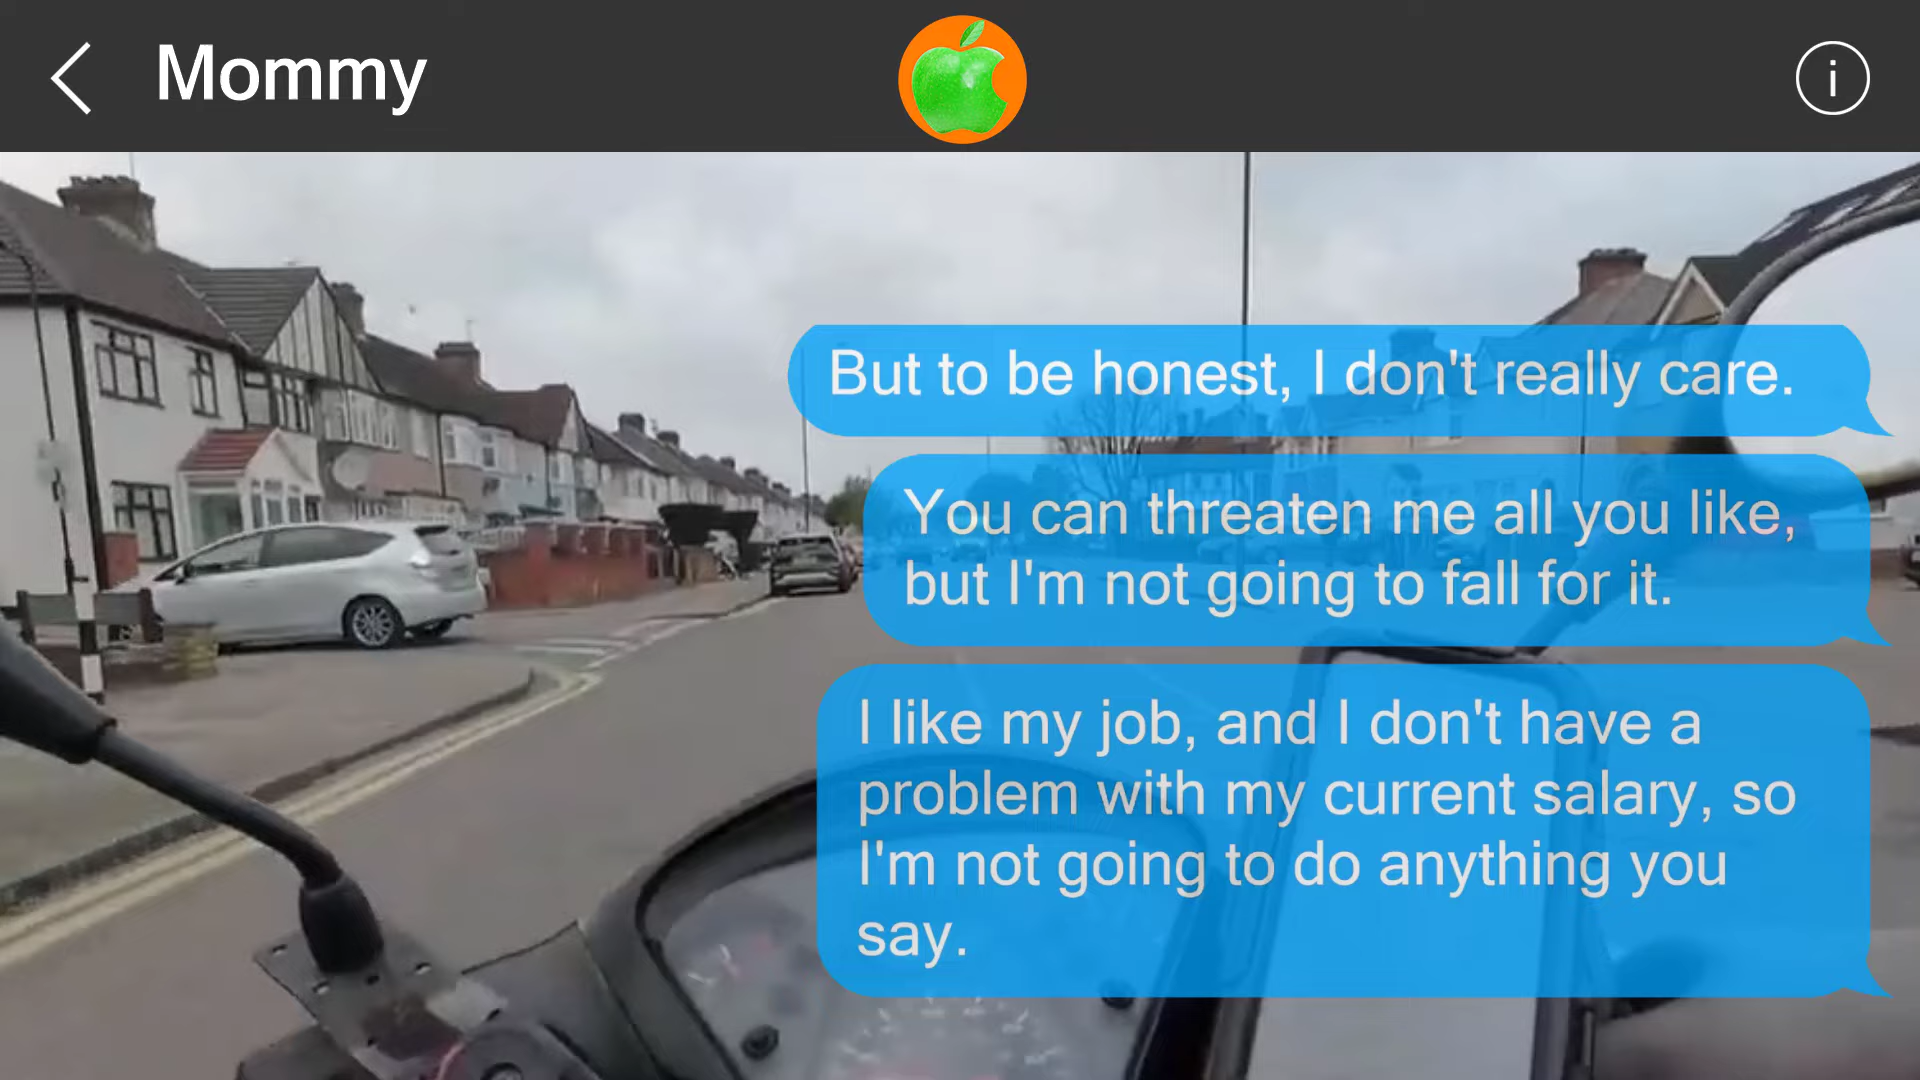 Mommy
i
But to be honest, I don't really care.
You can threaten me all you like,
but I'm not going to fall for it.
I like my job, and I don't have a
problem with my current salary, so
I'm not going to do anything you
say.